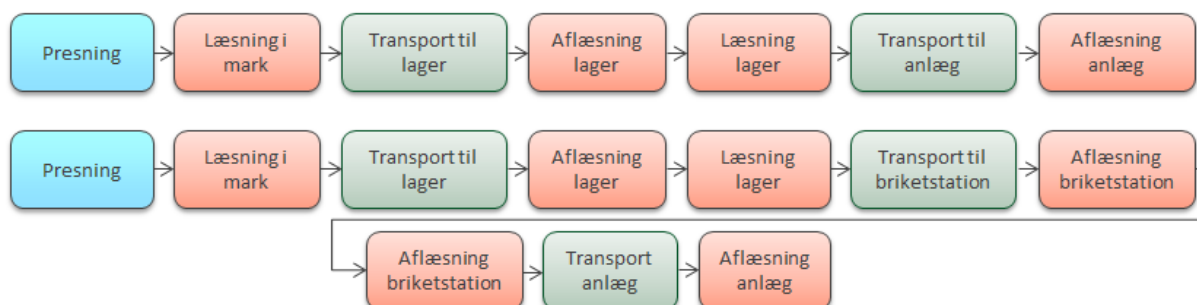 Presning
Læsning i
mark
Transport til
lager
Aflæsning
lager
Læsning
lager
Transport til
anlæg
Aflæsning
anlæg
Presning
Læsning i
mark
Transport til
lager
Aflæsning
lager
Læsning
lager
Transport til
briketstation
Aflæsning
briketstation
Aflæsning
briketstation
Transport
anlæg
Aflæsning
anlæg